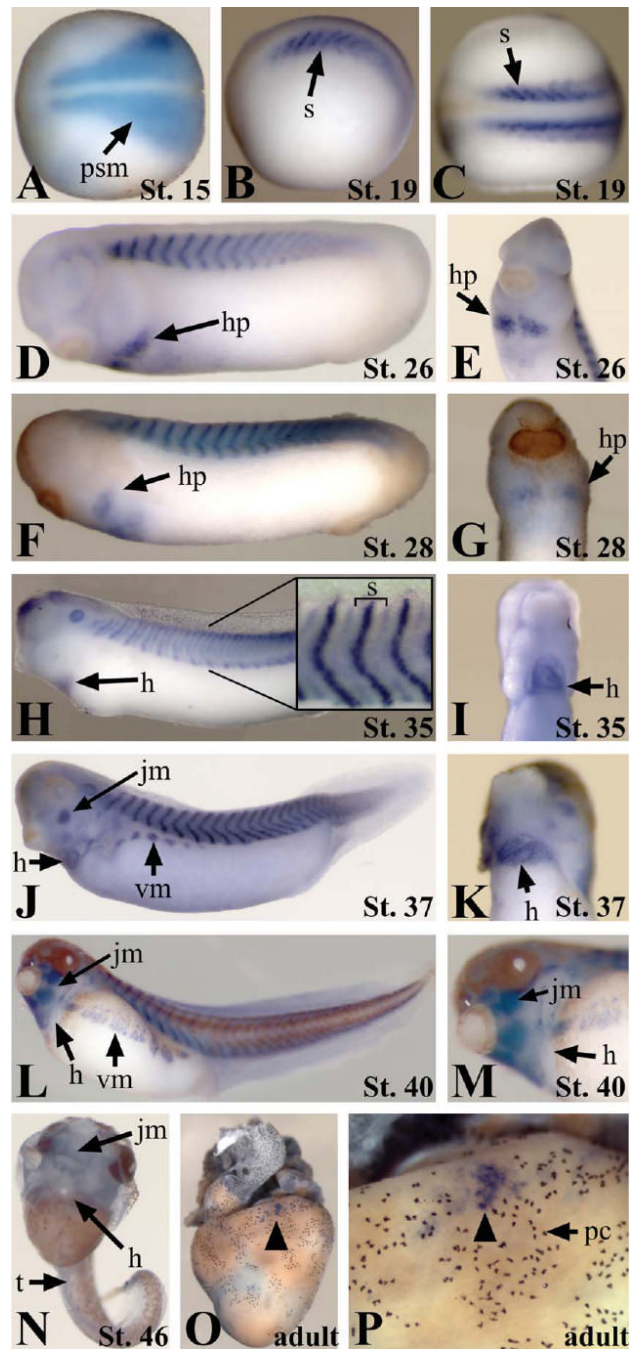 psm
A St. 15
s
B St. 19
s
C St. 19
hp
D St. 26
hp
E St. 26
hp
F St. 28
hp
G St. 28
s
h
H St. 35
h
I St. 35
jm
h
vm
J St. 37
h
K St. 37
jm
h
vm
L St. 40
jm
h
M St. 40
jm
h
t
N St. 46
O adult
pc
P adult